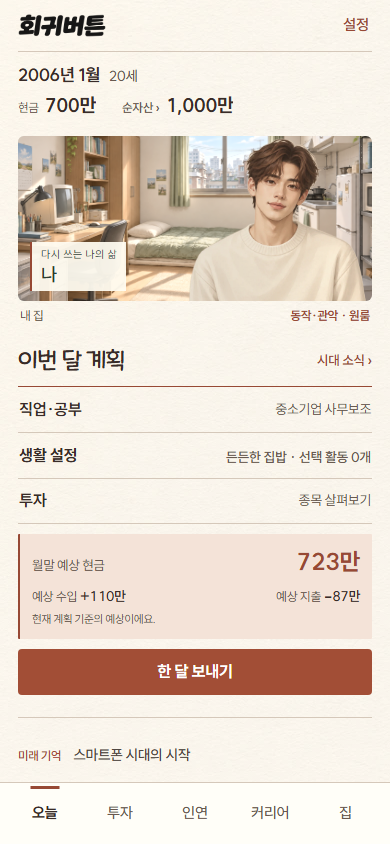 회귀버튼
설정
2006년 1월 20세
현금 700만 순자산 › 1,000만
다시 쓰는 나의 삶
나
내 집
동작·관악 · 원룸
이번 달 계획
시대 소식 ›
직업·공부
중소기업 사무보조
생활 설정
든든한 집밥 · 선택 활동 0개
투자
종목 살펴보기
월말 예상 현금
723만
예상 수입 +110만
예상 지출 −87만
현재 계획 기준의 예상이에요.
한 달 보내기
미래 기억 스마트폰 시대의 시작
오늘
투자
인연
커리어
집